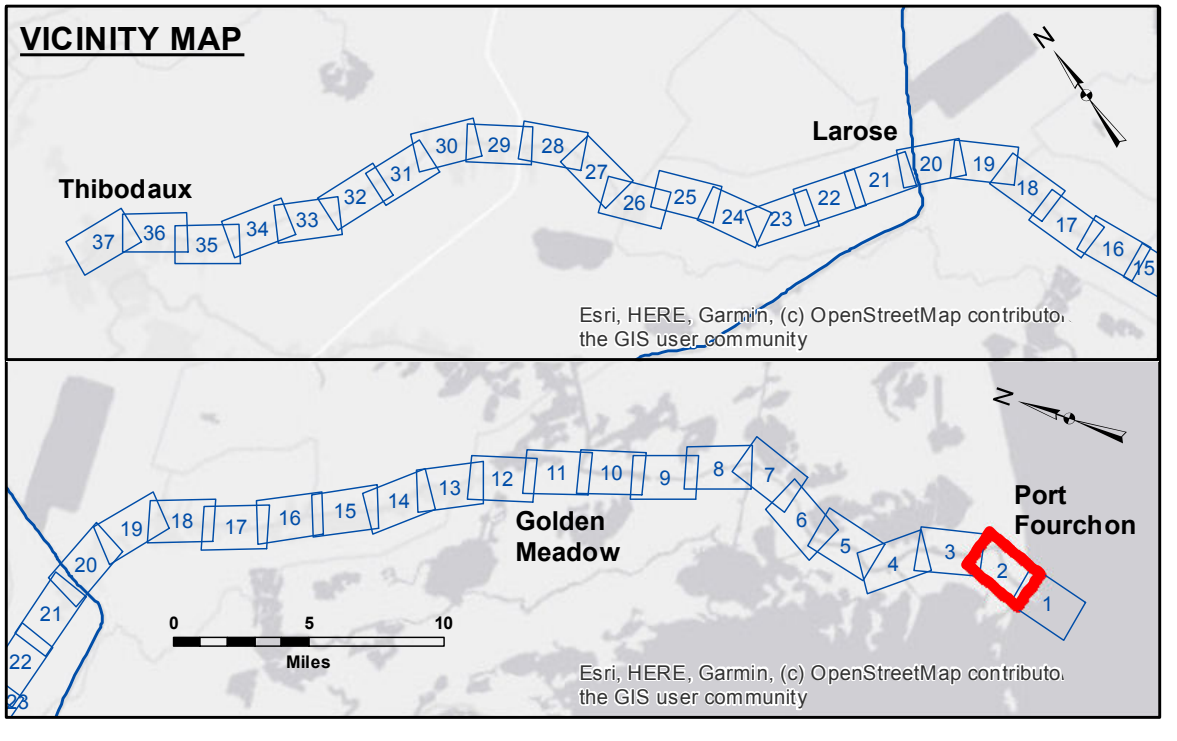 VICINITY MAP
N
Larose
Thibodaux
37 36 35 34 33 32 31 30 29 28 27 26 25 24 23 22 21 20 19 18 17 16 15
Esri, HERE, Garmin, (c) OpenStreetMap
the GIS user community
N
Port
Fourchon
Golden
Meadow
23 22 21 20 19 18 17 16 15 14 13 12 11 10 9 8 7 6 5 4 3 2 1
0 5 10
Miles
Esri, HERE, Garmin, (c) OpenStreetMap
the GIS user community